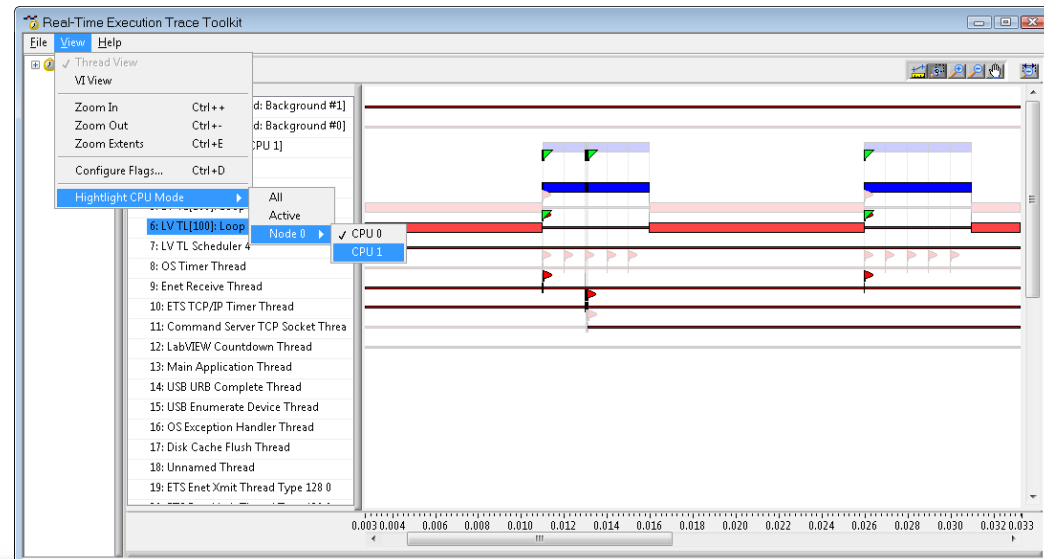 Real-Time Execution Trace Toolkit
File View Help
Thread View
VI View
Zoom In Ctrl++
Zoom Out Ctrl+-
Zoom Extents Ctrl+E
Configure Flags... Ctrl+D
Hightlight CPU Mode
All
Active
Node 0
CPU 0
CPU 1
d: Background #1]
d: Background #0]
CPU 1]
6: LV TL[100]: Loop
7: LV TL Scheduler 4
8: OS Timer Thread
9: Enet Receive Thread
10: ETS TCP/IP Timer Thread
11: Command Server TCP Socket Threa
12: LabVIEW Countdown Thread
13: Main Application Thread
14: USB URB Complete Thread
15: USB Enumerate Device Thread
16: OS Exception Handler Thread
17: Disk Cache Flush Thread
18: Unnamed Thread
19: ETS Enet Xmit Thread Type 128 0
0.003 0.004 0.006 0.008 0.010 0.012 0.014 0.016 0.018 0.020 0.022 0.024 0.026 0.028 0.030 0.032 0.033